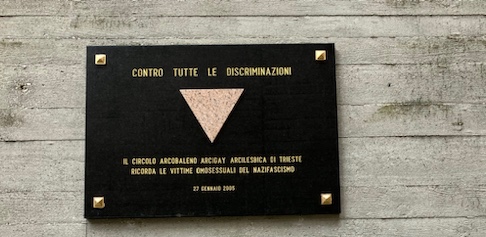 CONTRO TUTTE LE DISCRIMINAZIONI
IL CIRCOLO ARCOBALENO ARCIGAY ARCILESBICA DI TRIESTE
RICORDA LE VITTIME OMOSESSUALI DEL NAZIFASCISMO
27 GENNAIO 2005